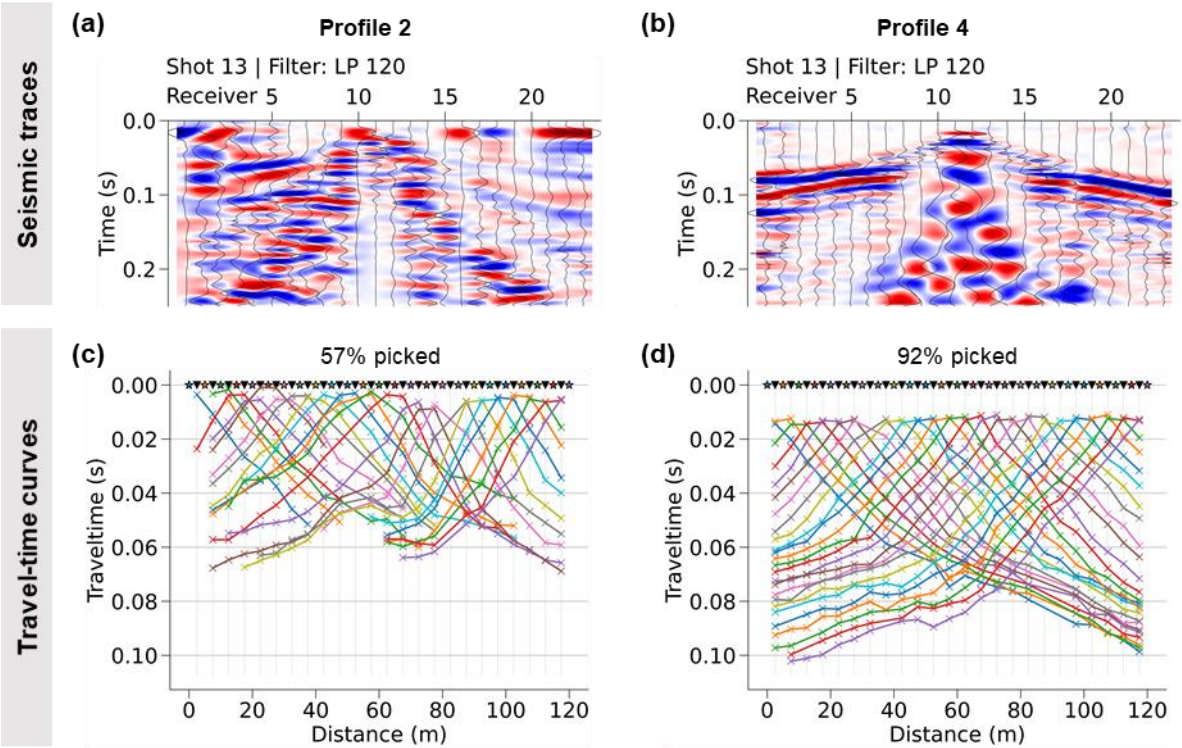 Seismic traces
(a)
Profile 2
Shot 13 | Filter: LP 120
Receiver 5 10 15 20
0.0
0.1
0.2
Time (s)
(b)
Profile 4
Shot 13 | Filter: LP 120
Receiver 5 10 15 20
0.0
0.1
0.2
Time (s)
Travel-time curves
(c)
57% picked
0.00
0.02
0.04
0.06
0.08
0.10
Traveltime (s)
0 20 40 60 80 100 120
Distance (m)
(d)
92% picked
0.00
0.02
0.04
0.06
0.08
0.10
Traveltime (s)
0 20 40 60 80 100 120
Distance (m)